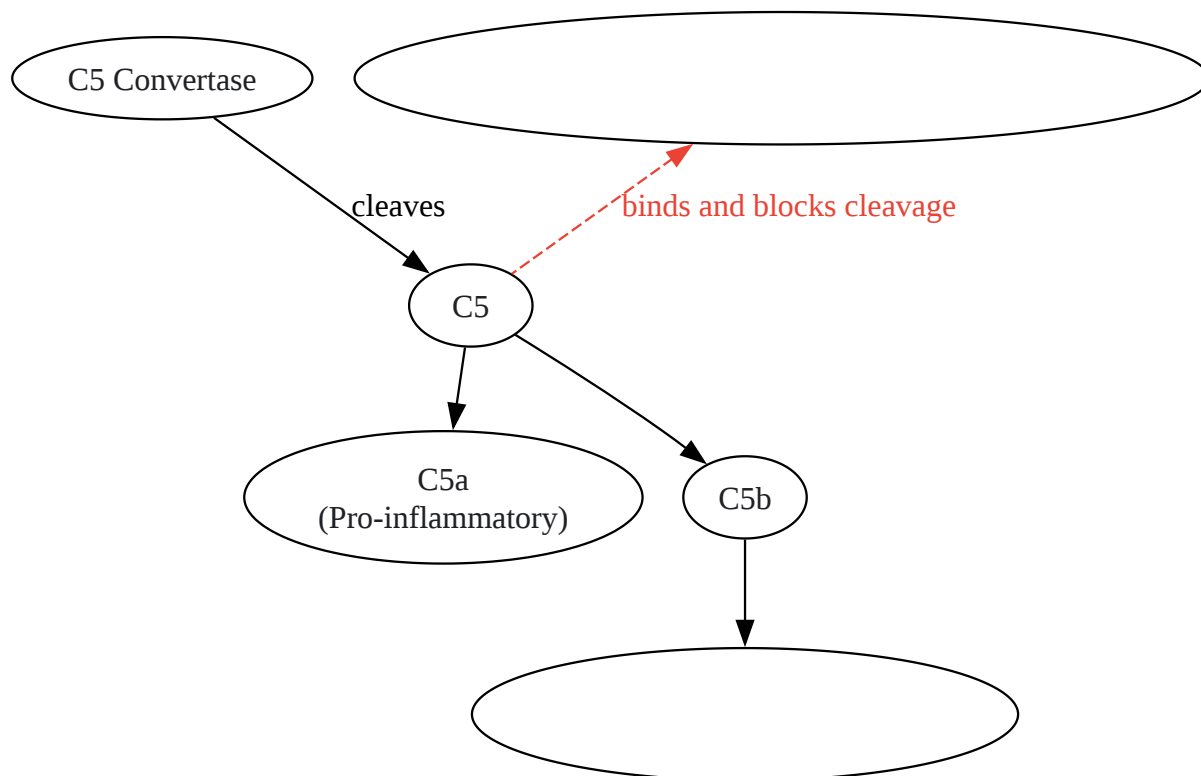 C5 Convertase
cleaves
binds and blocks cleavage
C5
C5a
(Pro-inflammatory)
C5b